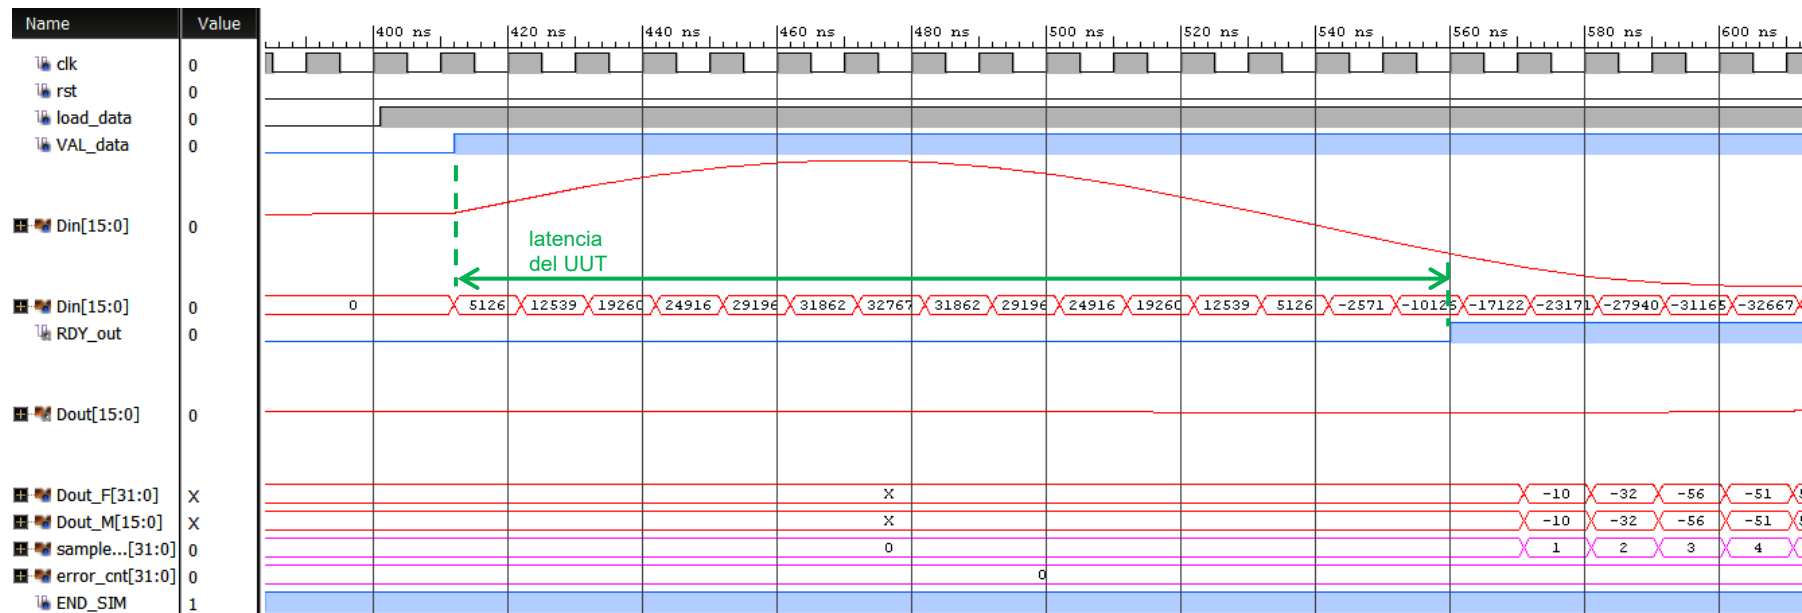 Name Value
400 ns 420 ns 440 ns 460 ns 480 ns 500 ns 520 ns 540 ns 560 ns 580 ns 600 ns
clk 0
rst 0
load_data 0
VAL_data 0
Din[15:0] 0
latencia
del UUT
Din[15:0] 0 0 5126 12539 19260 24916 29196 31862 32767 31862 29196 24916 19260 12539 5126 -2571 -10126 -17122 -23171 -27940 -31165 -32667
RDY_out 0
Dout[15:0] 0
Dout_F[31:0] X X -10 -32 -56 -51
Dout_M[15:0] X X -10 -32 -56 -51
sample...[31:0] 0 0 1 2 3 4
error_cnt[31:0] 0 0
END_SIM 1